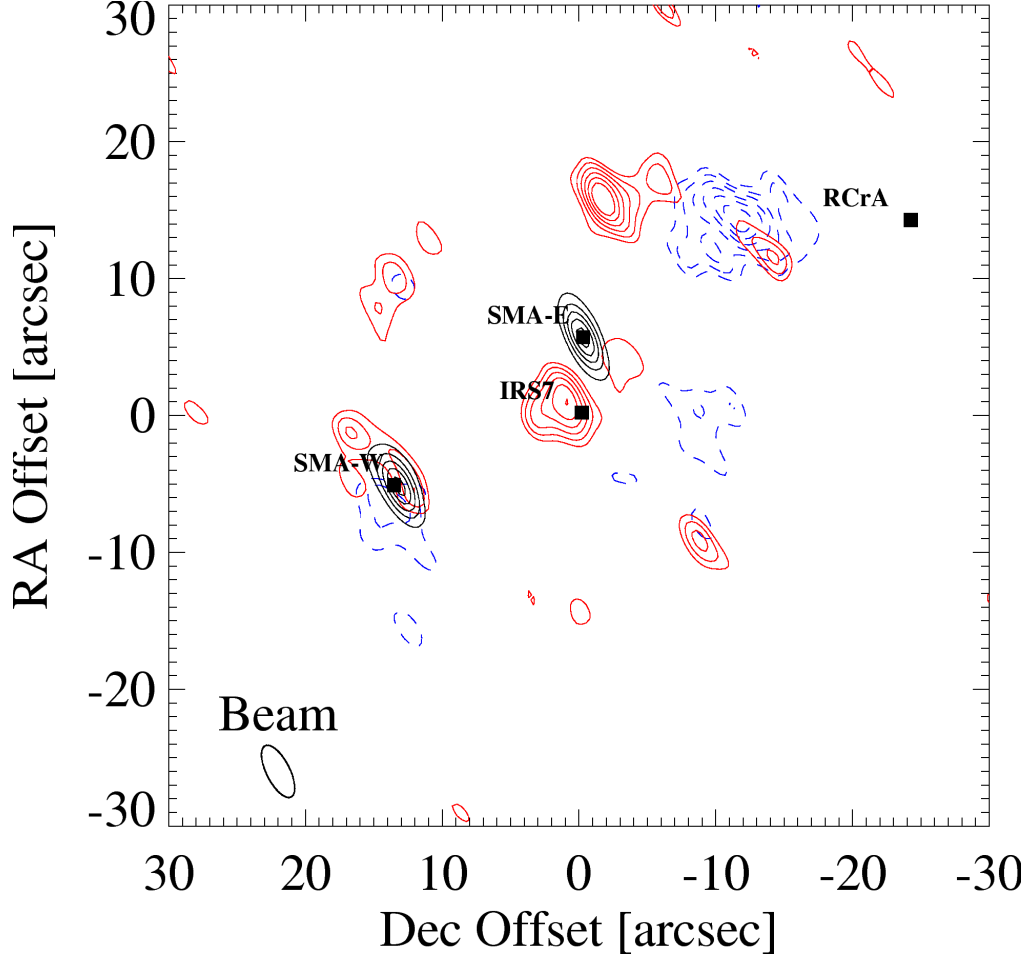 30
20
RCrA
10
SMA-E
IRS7
0
SMA-W
-10
-20
Beam
-30
30 20 10 0 -10 -20 -30
Dec Offset [arcsec]
RA Offset [arcsec]